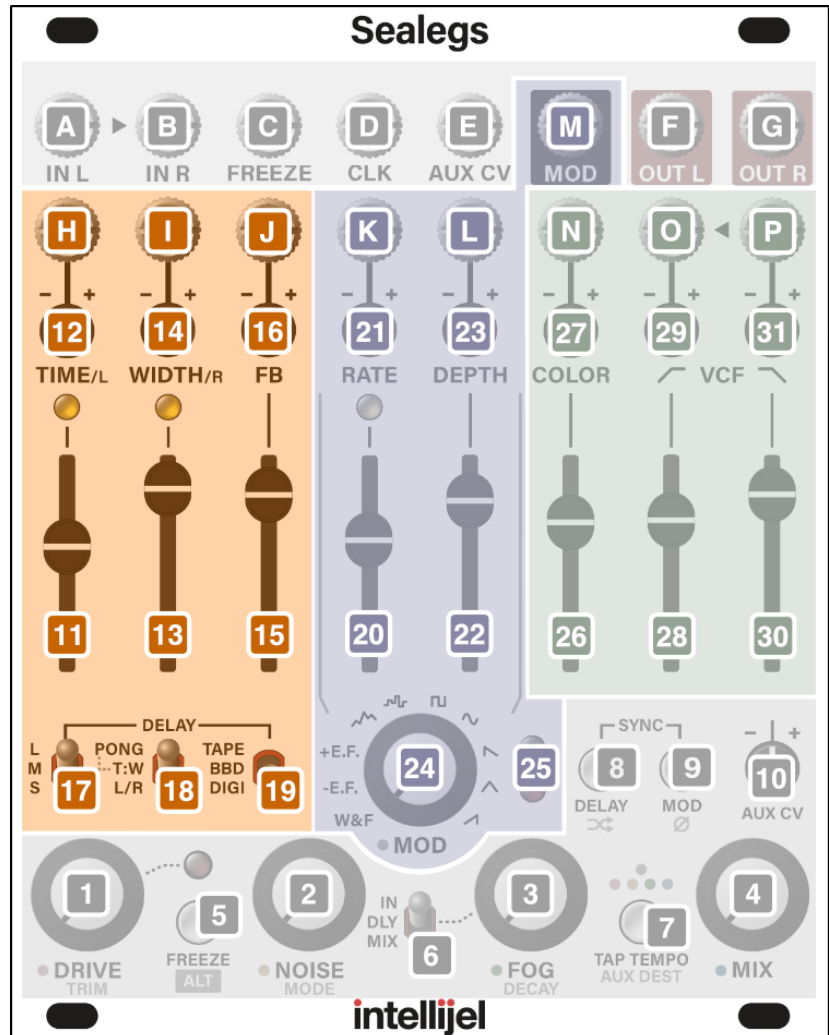 Sealegs
A B C D E M F G
IN L IN R FREEZE CLK AUX CV MOD OUT L OUT R
H I J K L N O P
− + − + − + − + − + − + − + − +
12 14 16 21 23 27 29 31
TIME/L WIDTH/R FB RATE DEPTH COLOR VCF
11 13 15 20 22 26 28 30
DELAY
L
M
S
17
PONG
T:W
L/R
18
TAPE
BBD
DIGI
19
+E.F.
-E.F.
W&F
24
25
MOD
SYNC
8 9
DELAY MOD
Ø
− +
10
AUX CV
1
DRIVE
TRIM
5
FREEZE
ALT
2
NOISE
MODE
IN
DLY
MIX
6
3
FOG
DECAY
7
TAP TEMPO
AUX DEST
4
MIX
intellijel